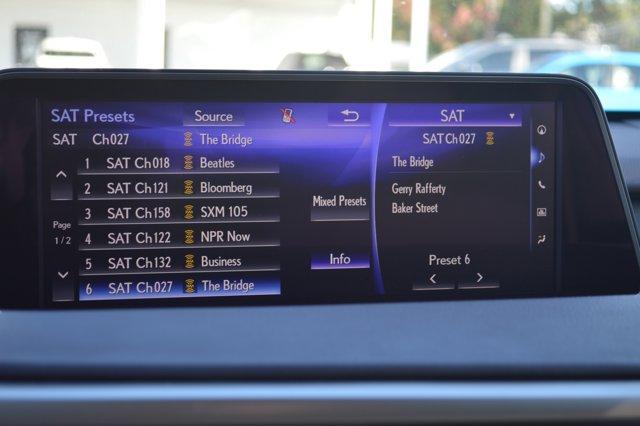 SAT Presets
Source
SAT Ch027 The Bridge
1 SAT Ch018 Beatles
2 SAT Ch121 Bloomberg
3 SAT Ch158 SXM 105
4 SAT Ch122 NPR Now
5 SAT Ch132 Business
6 SAT Ch027 The Bridge
Page
1/2
Mixed Presets
Info
SAT
SAT Ch027
The Bridge
Gerry Rafferty
Baker Street
Preset 6